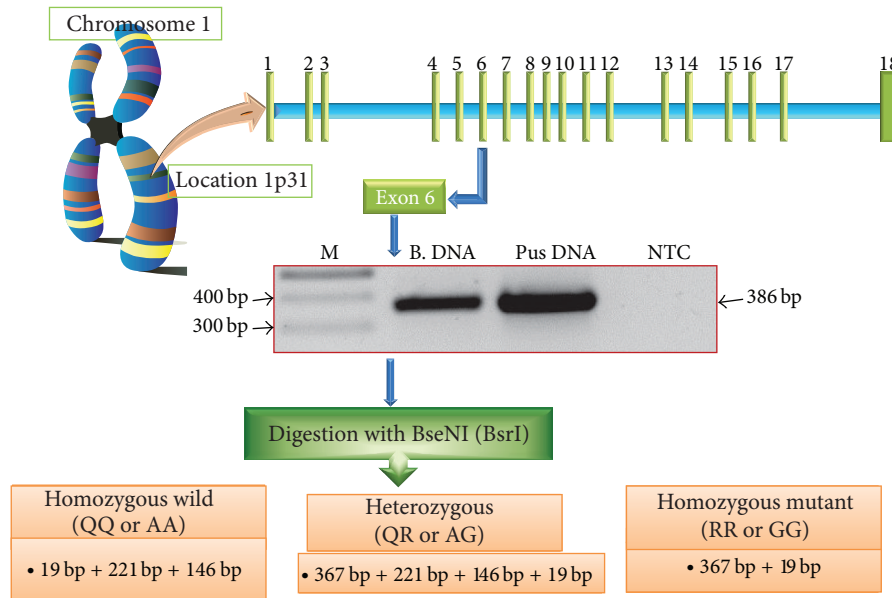 Chromosome 1
1 2 3 4 5 6 7 8 9 10 11 12 13 14 15 16 17 18
Location 1p31
Exon 6
M B. DNA Pus DNA NTC
400 bp
386 bp
300 bp
Digestion with BseNI (BsrI)
Homozygous wild
(QQ or AA)
• 19 bp + 221 bp + 146 bp
Heterozygous
(QR or AG)
• 367 bp + 221 bp + 146 bp + 19 bp
Homozygous mutant
(RR or GG)
• 367 bp + 19 bp